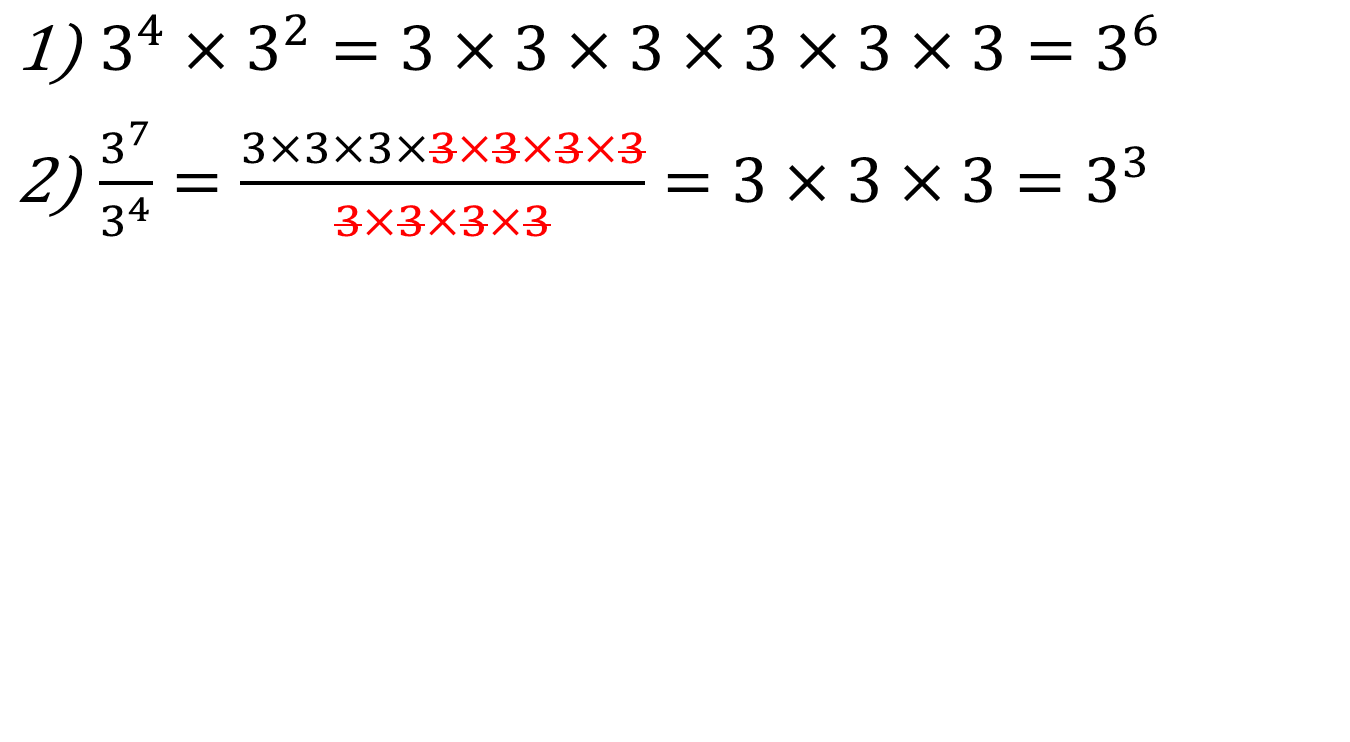 1) 3⁴ × 3² = 3 × 3 × 3 × 3 × 3 × 3 = 3⁶
2) 3⁷/3⁴ = 3×3×3×3×3×3×3/3×3×3×3 = 3 × 3 × 3 = 3³